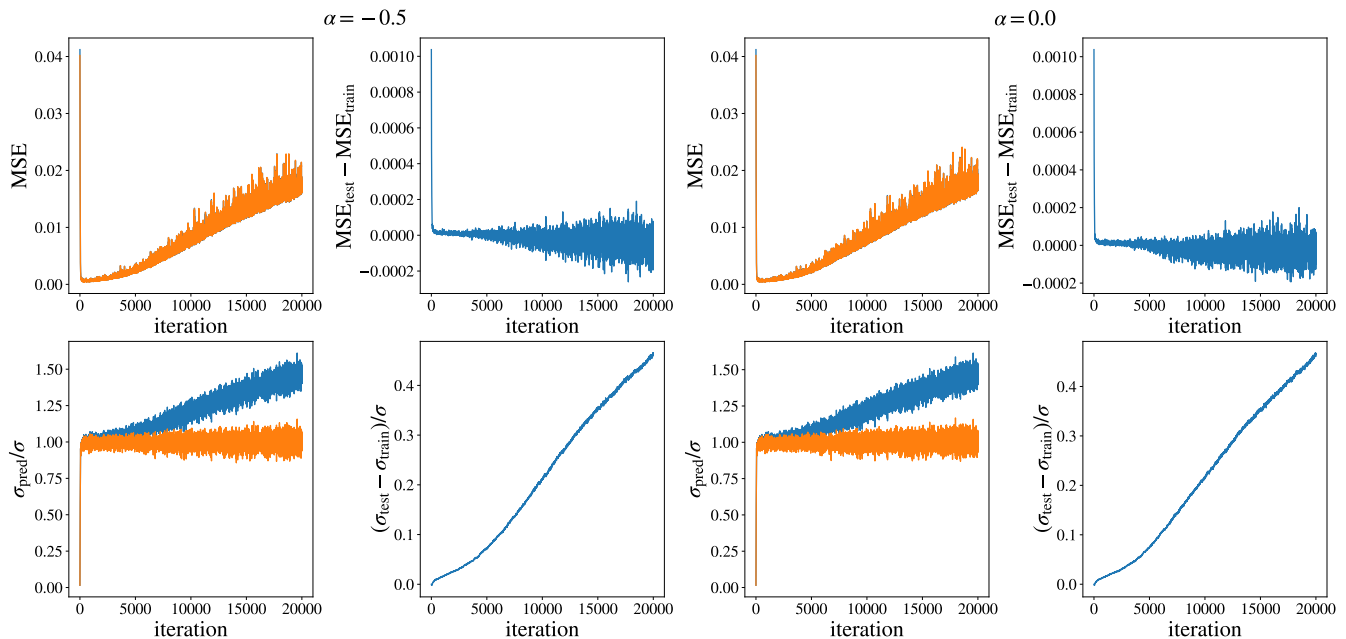 α = −0.5
α = 0.0
MSE
0.04
0.03
0.02
0.01
0.00
0 5000 10000 15000 20000
iteration
MSE_test − MSE_train
0.0010
0.0008
0.0006
0.0004
0.0002
0.0000
−0.0002
0 5000 10000 15000 20000
iteration
MSE
0.04
0.03
0.02
0.01
0.00
0 5000 10000 15000 20000
iteration
MSE_test − MSE_train
0.0010
0.0008
0.0006
0.0004
0.0002
0.0000
−0.0002
0 5000 10000 15000 20000
iteration
σ_pred/σ
1.50
1.25
1.00
0.75
0.50
0.25
0.00
0 5000 10000 15000 20000
iteration
(σ_test − σ_train)/σ
0.4
0.3
0.2
0.1
0.0
0 5000 10000 15000 20000
iteration
σ_pred/σ
1.50
1.25
1.00
0.75
0.50
0.25
0.00
0 5000 10000 15000 20000
iteration
(σ_test − σ_train)/σ
0.4
0.3
0.2
0.1
0.0
0 5000 10000 15000 20000
iteration